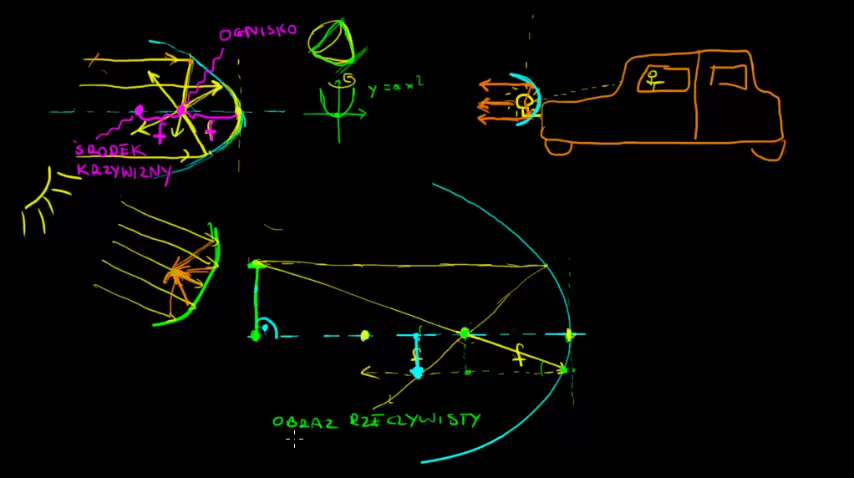 OGNISKO
y = ax²
f f
ŚRODEK
KRZYWIZNY
f f
OBRAZ RZECZYWISTY